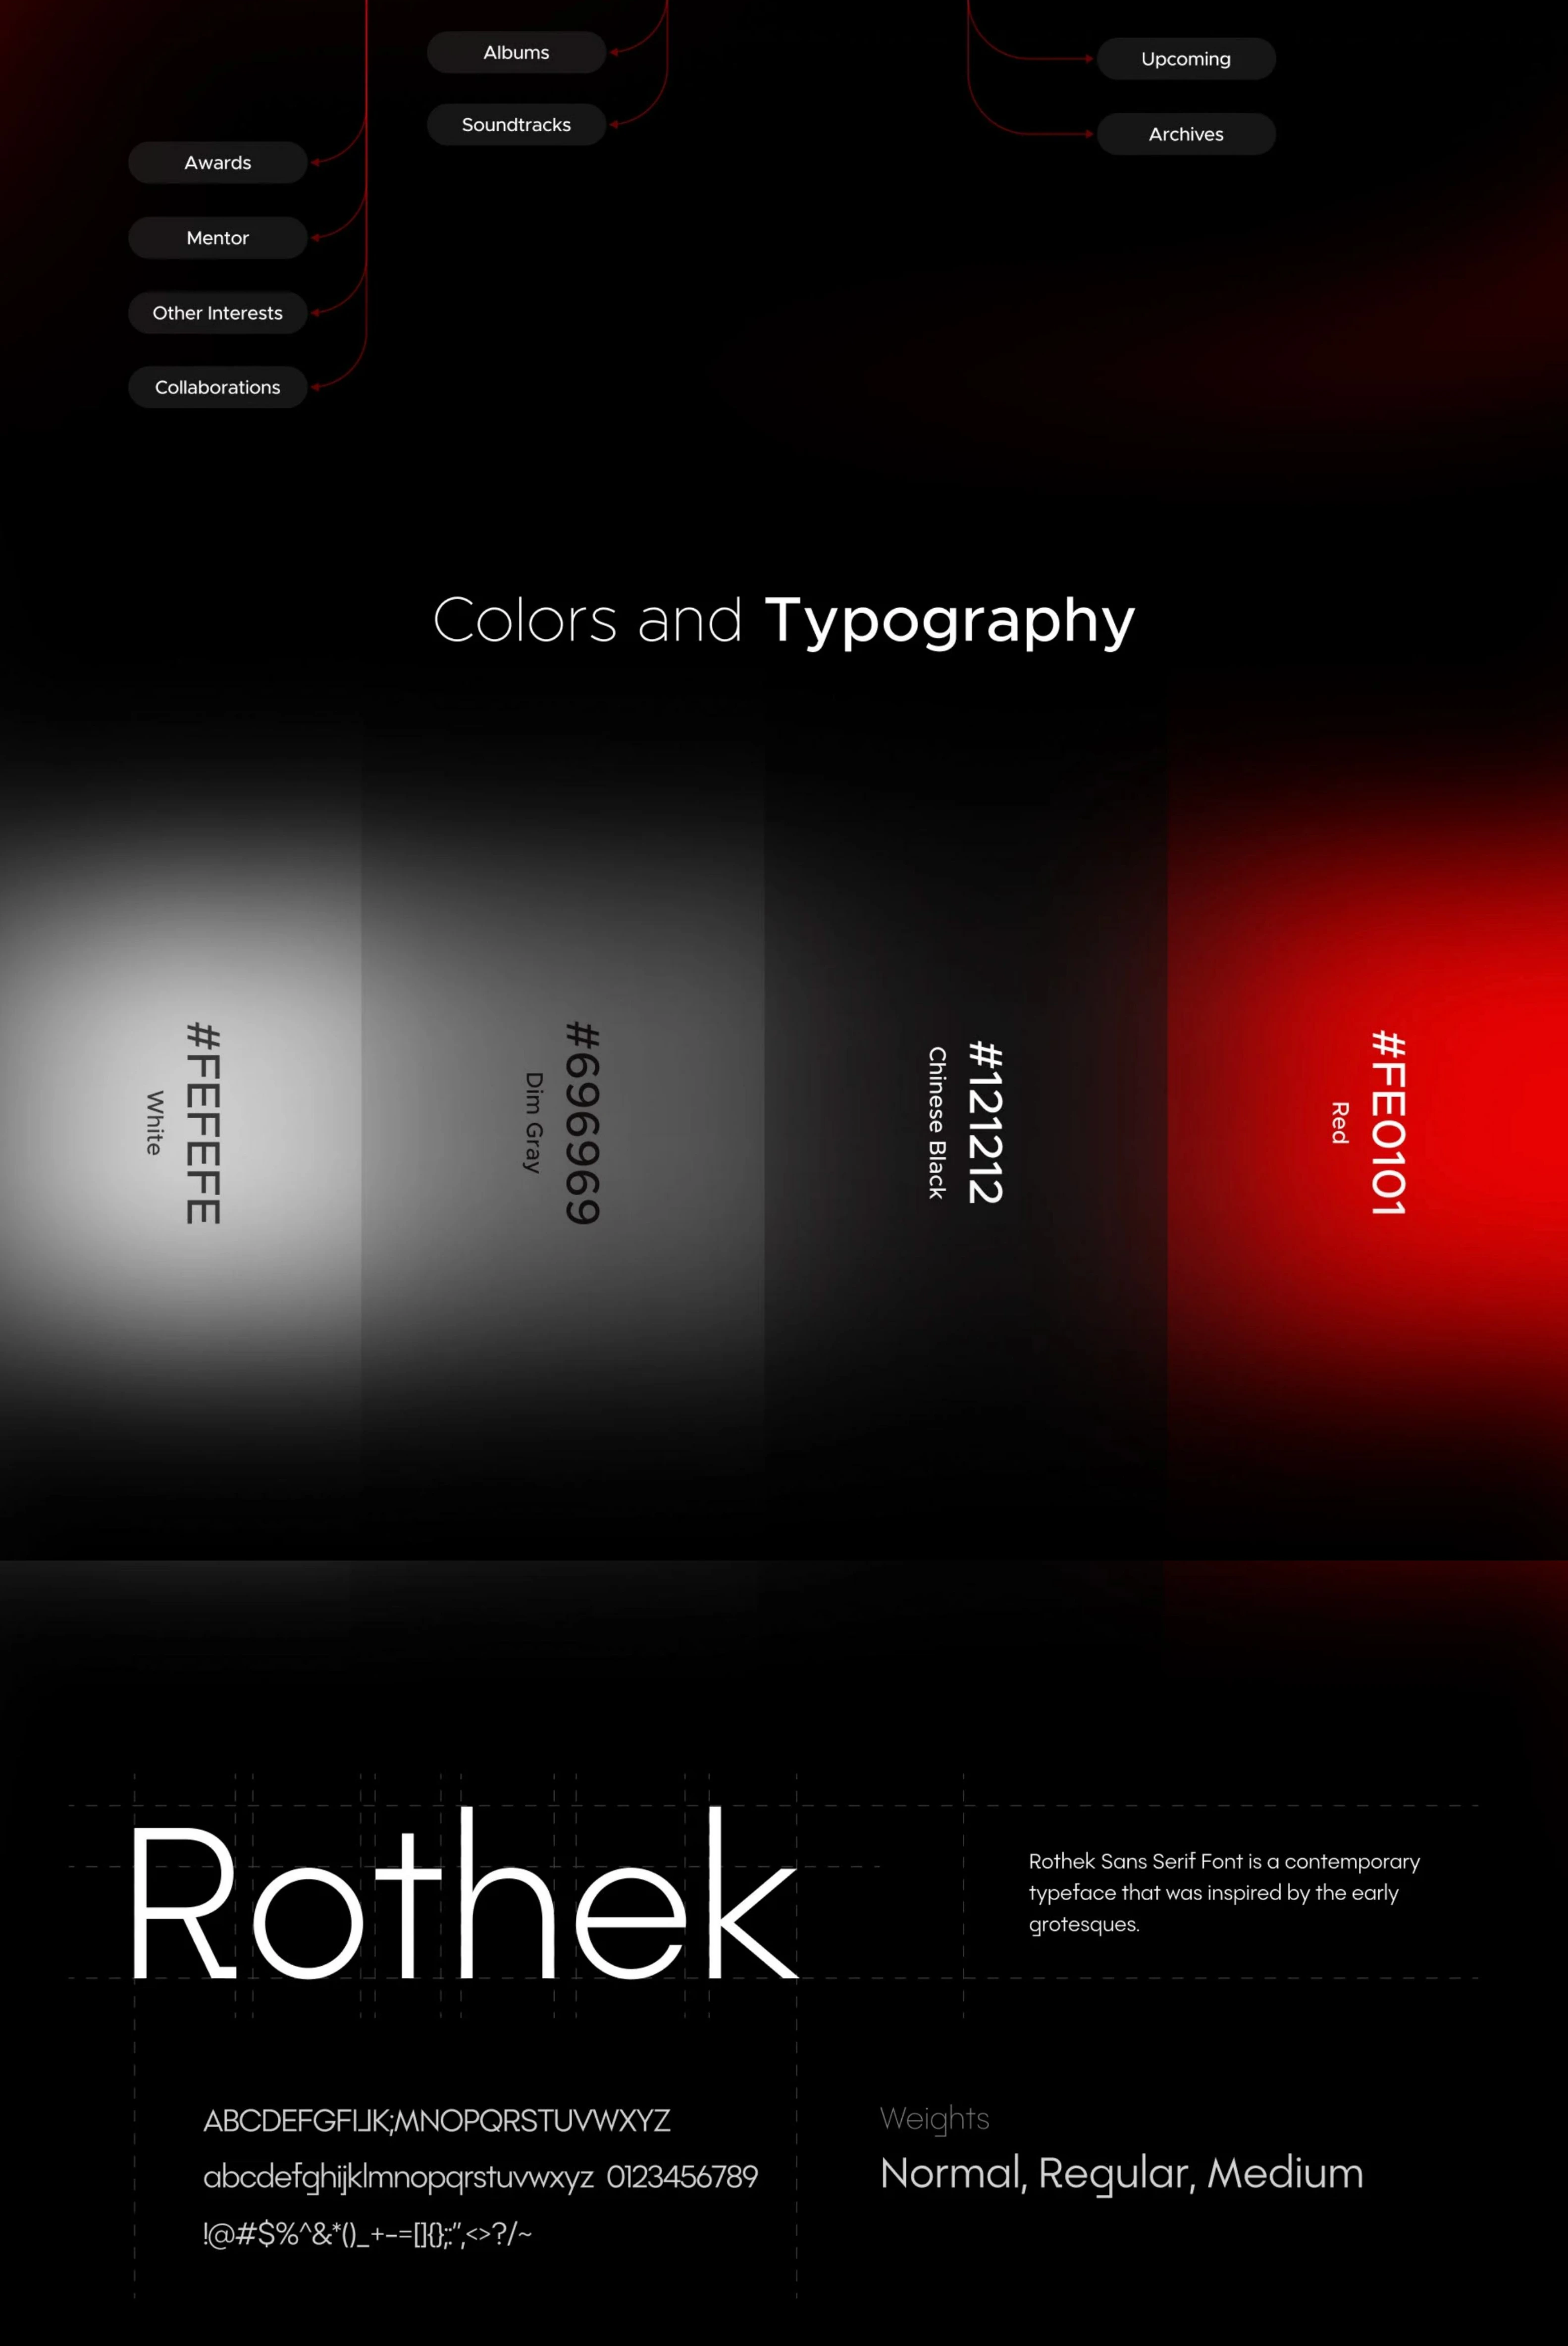 Albums
Soundtracks
Upcoming
Archives
Awards
Mentor
Other Interests
Collaborations
Colors and Typography
#FEFEFE
White
#696969
Dim Gray
#121212
Chinese Black
#FE0101
Red
Rothek
Rothek Sans Serif Font is a contemporary
typeface that was inspired by the early
grotesques.
ABCDEFGFIJK;MNOPQRSTUVWXYZ
abcdefghijklmnopqrstuvwxyz 0123456789
!@#$%^&*()_+-=[]{};:",<>?/~
Weights
Normal, Regular, Medium